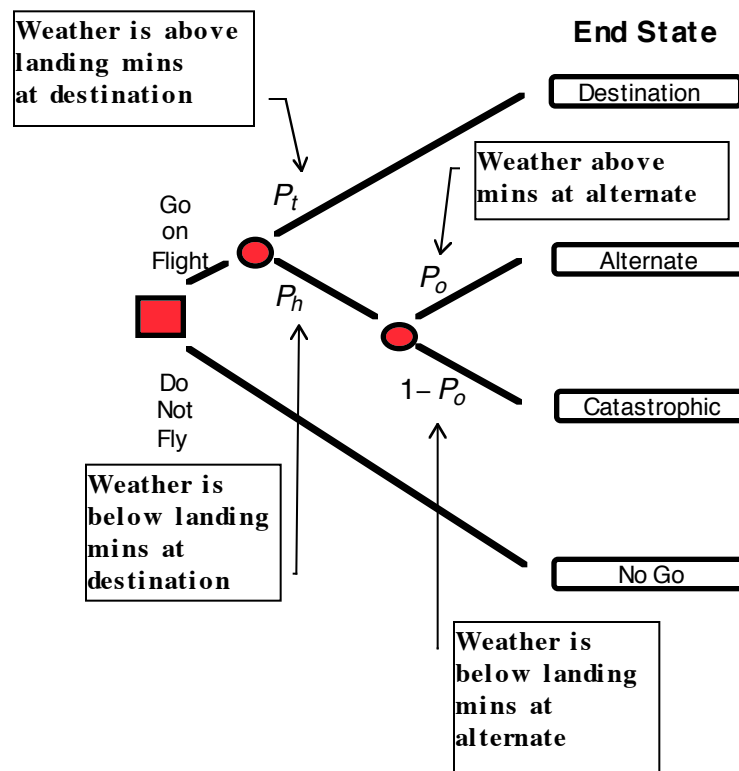 Weather is above
landing mins
at destination
End State
Destination
Weather above
mins at alternate
Go
on
Flight
P_t
P_h
P_o
Alternate
1– P_o
Catastrophic
Do
Not
Fly
Weather is
below landing
mins at
destination
No Go
Weather is
below landing
mins at
alternate